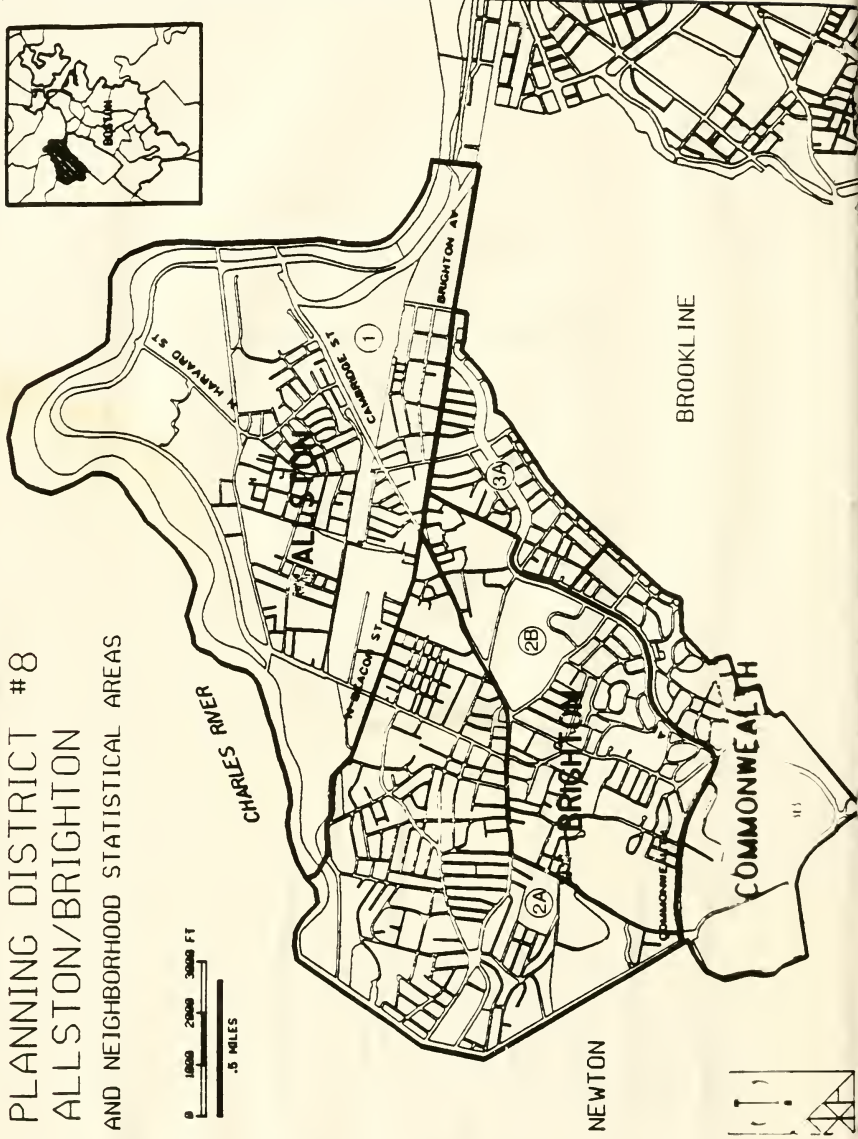 PLANNING DISTRICT #8
ALLSTON/BRIGHTON
AND NEIGHBORHOOD STATISTICAL AREAS
BOSTON
CHARLES RIVER
0 1000 2000 3000 FT
.5 MILES
N HARVARD ST
CAMBRIDGE ST
1
BRIGHTON AV
ALLSTON
N BEACON ST
3A
2B
BRIGHTON
2A
COMMONWEALTH
BROOKLINE
NEWTON